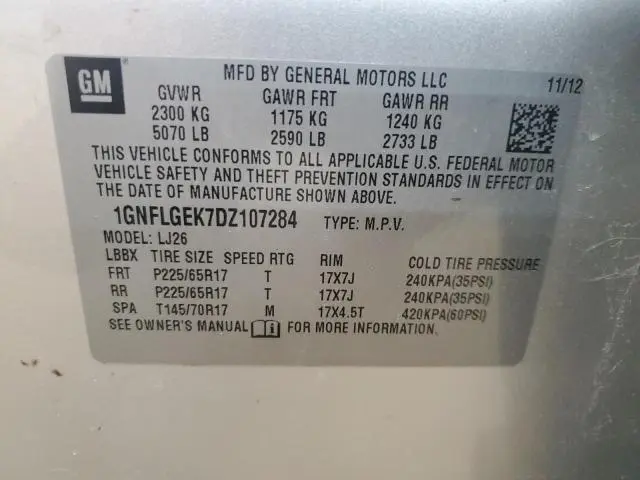 GM
MFD BY GENERAL MOTORS LLC 11/12
GVWR GAWR FRT GAWR RR
2300 KG 1175 KG 1240 KG
5070 LB 2590 LB 2733 LB
THIS VEHICLE CONFORMS TO ALL APPLICABLE U.S. FEDERAL MOTOR
VEHICLE SAFETY AND THEFT PREVENTION STANDARDS IN EFFECT ON
THE DATE OF MANUFACTURE SHOWN ABOVE.
1GNFLGEK7DZ107284 TYPE: M.P.V.
MODEL: LJ26
LBBX TIRE SIZE SPEED RTG RIM COLD TIRE PRESSURE
FRT P225/65R17 T 17X7J 240KPA(35PSI)
RR P225/65R17 T 17X7J 240KPA(35PSI)
SPA T145/70R17 M 17X4.5T 420KPA(60PSI)
SEE OWNER'S MANUAL FOR MORE INFORMATION.